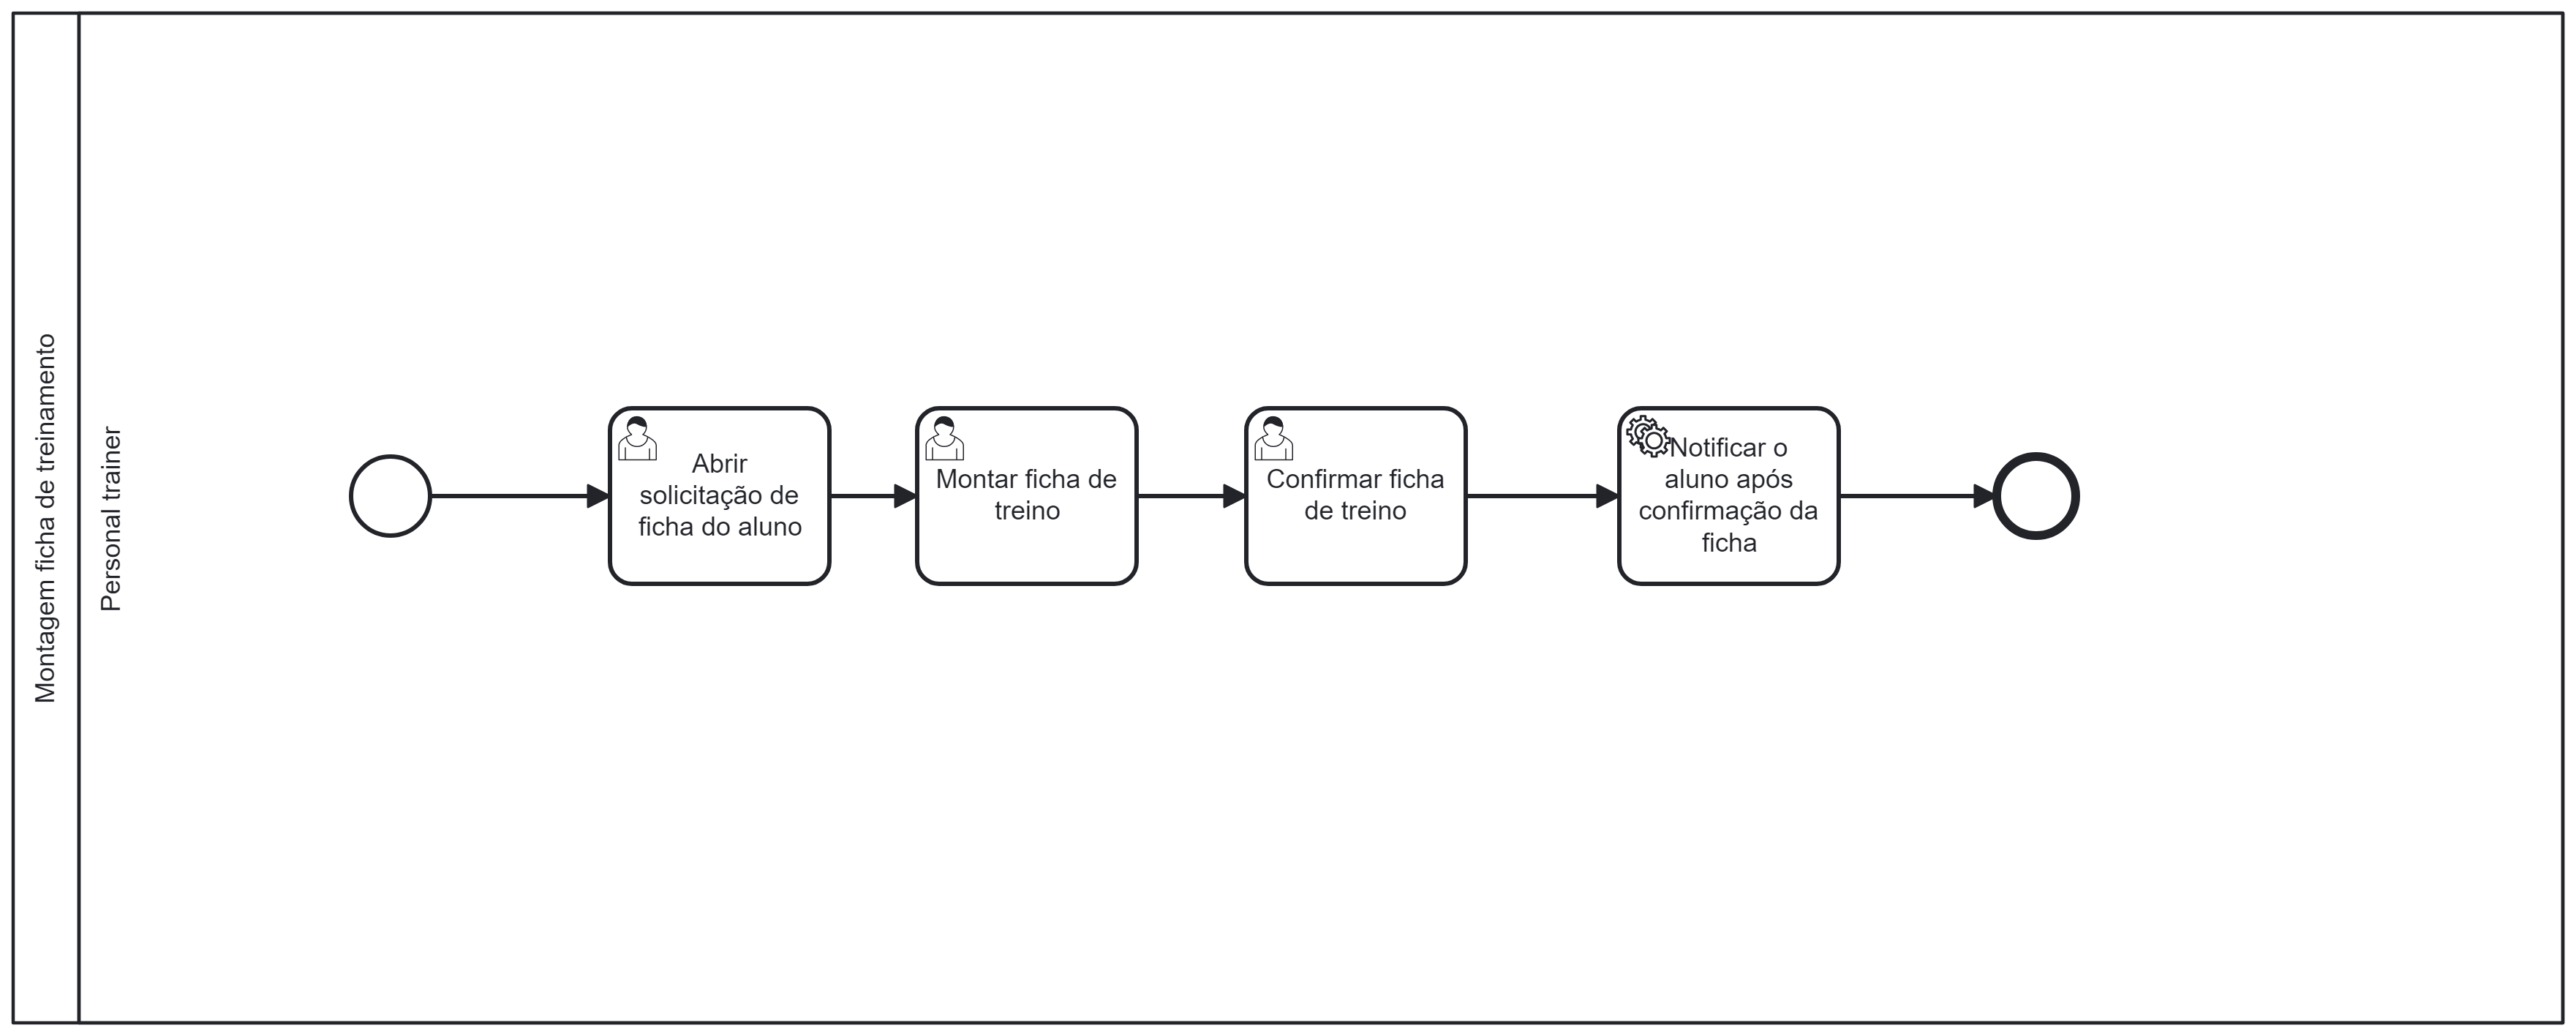 Montagem ficha de treinamento
Personal trainer
Abrir
solicitação de
ficha do aluno
Montar ficha de
treino
Confirmar ficha
de treino
Notificar o
aluno após
confirmação da
ficha